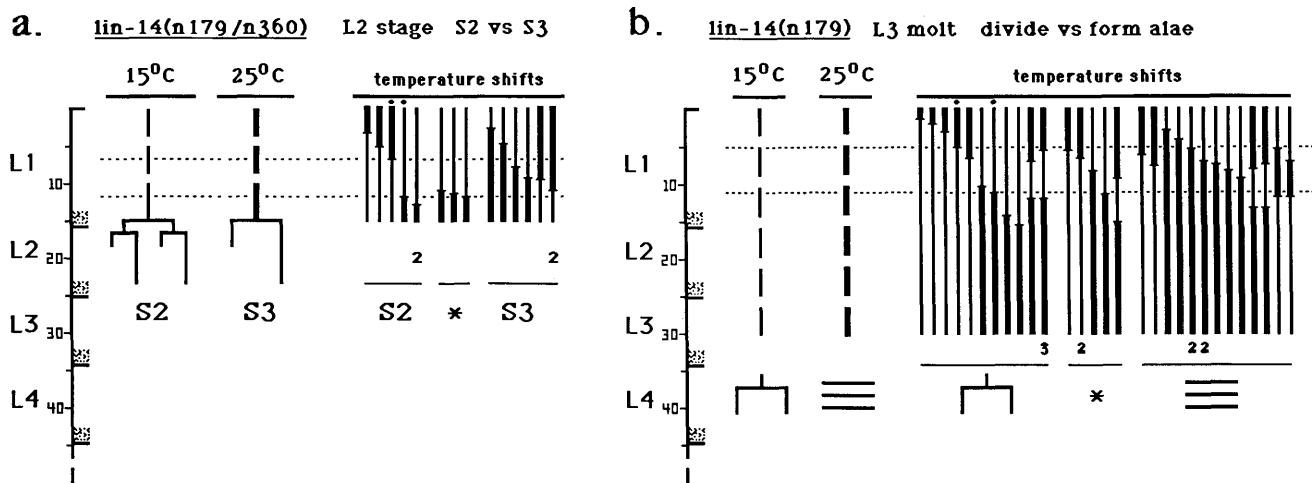 a. lin-14(n179/n360) L2 stage S2 vs S3
15°C 25°C temperature shifts
L1
10
L2
20
L3
30
L4
40
2 2
S2 S3 S2 * S3
b. lin-14(n179) L3 molt divide vs form alae
15°C 25°C temperature shifts
L1
10
L2
20
L3
30
L4
40
3 2 2 2
*